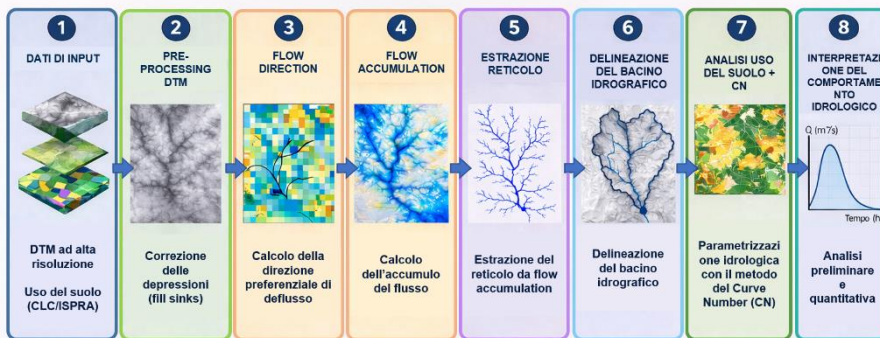 1
DATI DI INPUT
DTM ad alta
risoluzione
Uso del suolo
(CLC/ISPRA)
2
PRE-
PROCESSING
DTM
Correzione
delle
depressioni
(fill sinks)
3
FLOW
DIRECTION
Calcolo della
direzione
preferenziale di
deflusso
4
FLOW
ACCUMULATION
Calcolo
dell'accumulo
del flusso
5
ESTRAZIONE
RETICOLO
Estrazione del
reticolo da flow
accumulation
6
DELINEAZIONE
DEL BACINO
IDROGRAFICO
Delineazione
del bacino
idrografico
7
ANALISI USO
DEL SUOLO +
CN
Parametrizzazi
one idrologica
con il metodo
del Curve
Number (CN)
8
INTERPRETAZI
ONE DEL
COMPORTAME
NTO
IDROLOGICO
Q (m7s)
Tempo (h
Analisi
preliminare
e
quantitativa